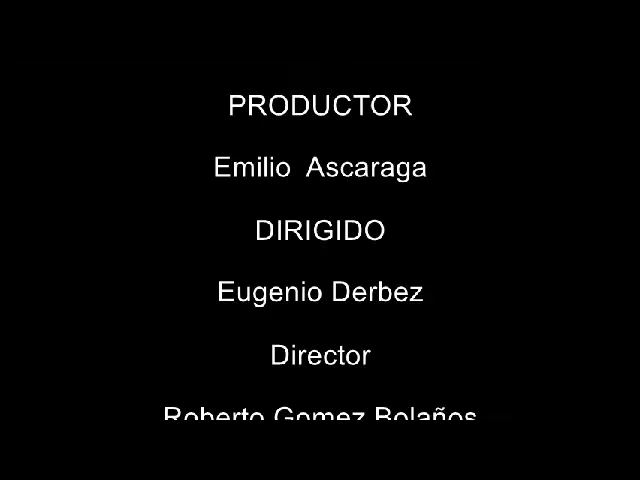 PRODUCTOR
Emilio Ascaraga
DIRIGIDO
Eugenio Derbez
Director
Roberto Gomez Bolaños